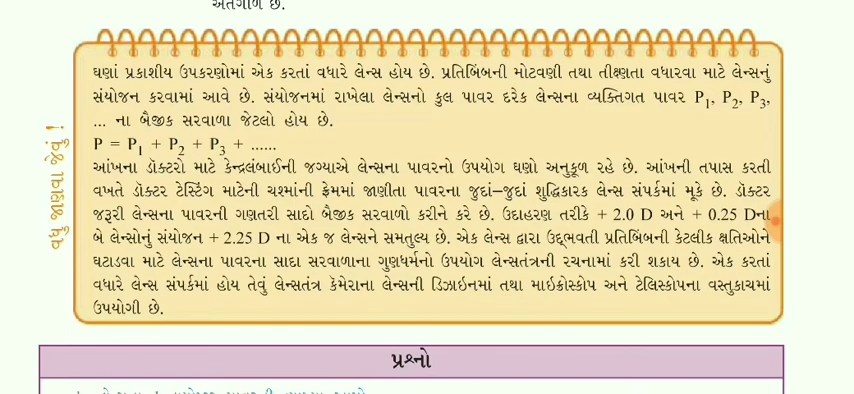 અંતર્ગોળ છે.
વધુ જાણવા જેવું !
ઘણાં પ્રકાશીય ઉપકરણોમાં એક કરતાં વધારે લેન્સ હોય છે. પ્રતિબિંબની મોટવણી તથા તીક્ષ્ણતા વધારવા માટે લેન્સનું
સંયોજન કરવામાં આવે છે. સંયોજનમાં રાખેલા લેન્સનો કુલ પાવર દરેક લેન્સના વ્યક્તિગત પાવર P₁, P₂, P₃,
... ના બૈજીક સરવાળા જેટલો હોય છે.
P = P₁ + P₂ + P₃ + ......
આંખના ડૉક્ટરો માટે કેન્દ્રલંબાઈની જગ્યાએ લેન્સના પાવરનો ઉપયોગ ઘણો અનુકૂળ રહે છે. આંખની તપાસ કરતી
વખતે ડૉક્ટર ટેસ્ટિંગ માટેની ચશ્માંની ફ્રેમમાં જાણીતા પાવરના જુદાં–જુદાં શુદ્ધિકારક લેન્સ સંપર્કમાં મૂકે છે. ડૉક્ટર
જરૂરી લેન્સના પાવરની ગણતરી સાદો બૈજીક સરવાળો કરીને કરે છે. ઉદાહરણ તરીકે + 2.0 D અને + 0.25 Dના
બે લેન્સોનું સંયોજન + 2.25 D ના એક જ લેન્સને સમતુલ્ય છે. એક લેન્સ દ્વારા ઉદ્ભવતી પ્રતિબિંબની કેટલીક ક્ષતિઓને
ઘટાડવા માટે લેન્સના પાવરના સાદા સરવાળાના ગુણધર્મનો ઉપયોગ લેન્સતંત્રની રચનામાં કરી શકાય છે. એક કરતાં
વધારે લેન્સ સંપર્કમાં હોય તેવું લેન્સતંત્ર કૅમેરાના લેન્સની ડિઝાઇનમાં તથા માઇક્રોસ્કોપ અને ટેલિસ્કોપના વસ્તુકાચમાં
ઉપયોગી છે.
પ્રશ્નો